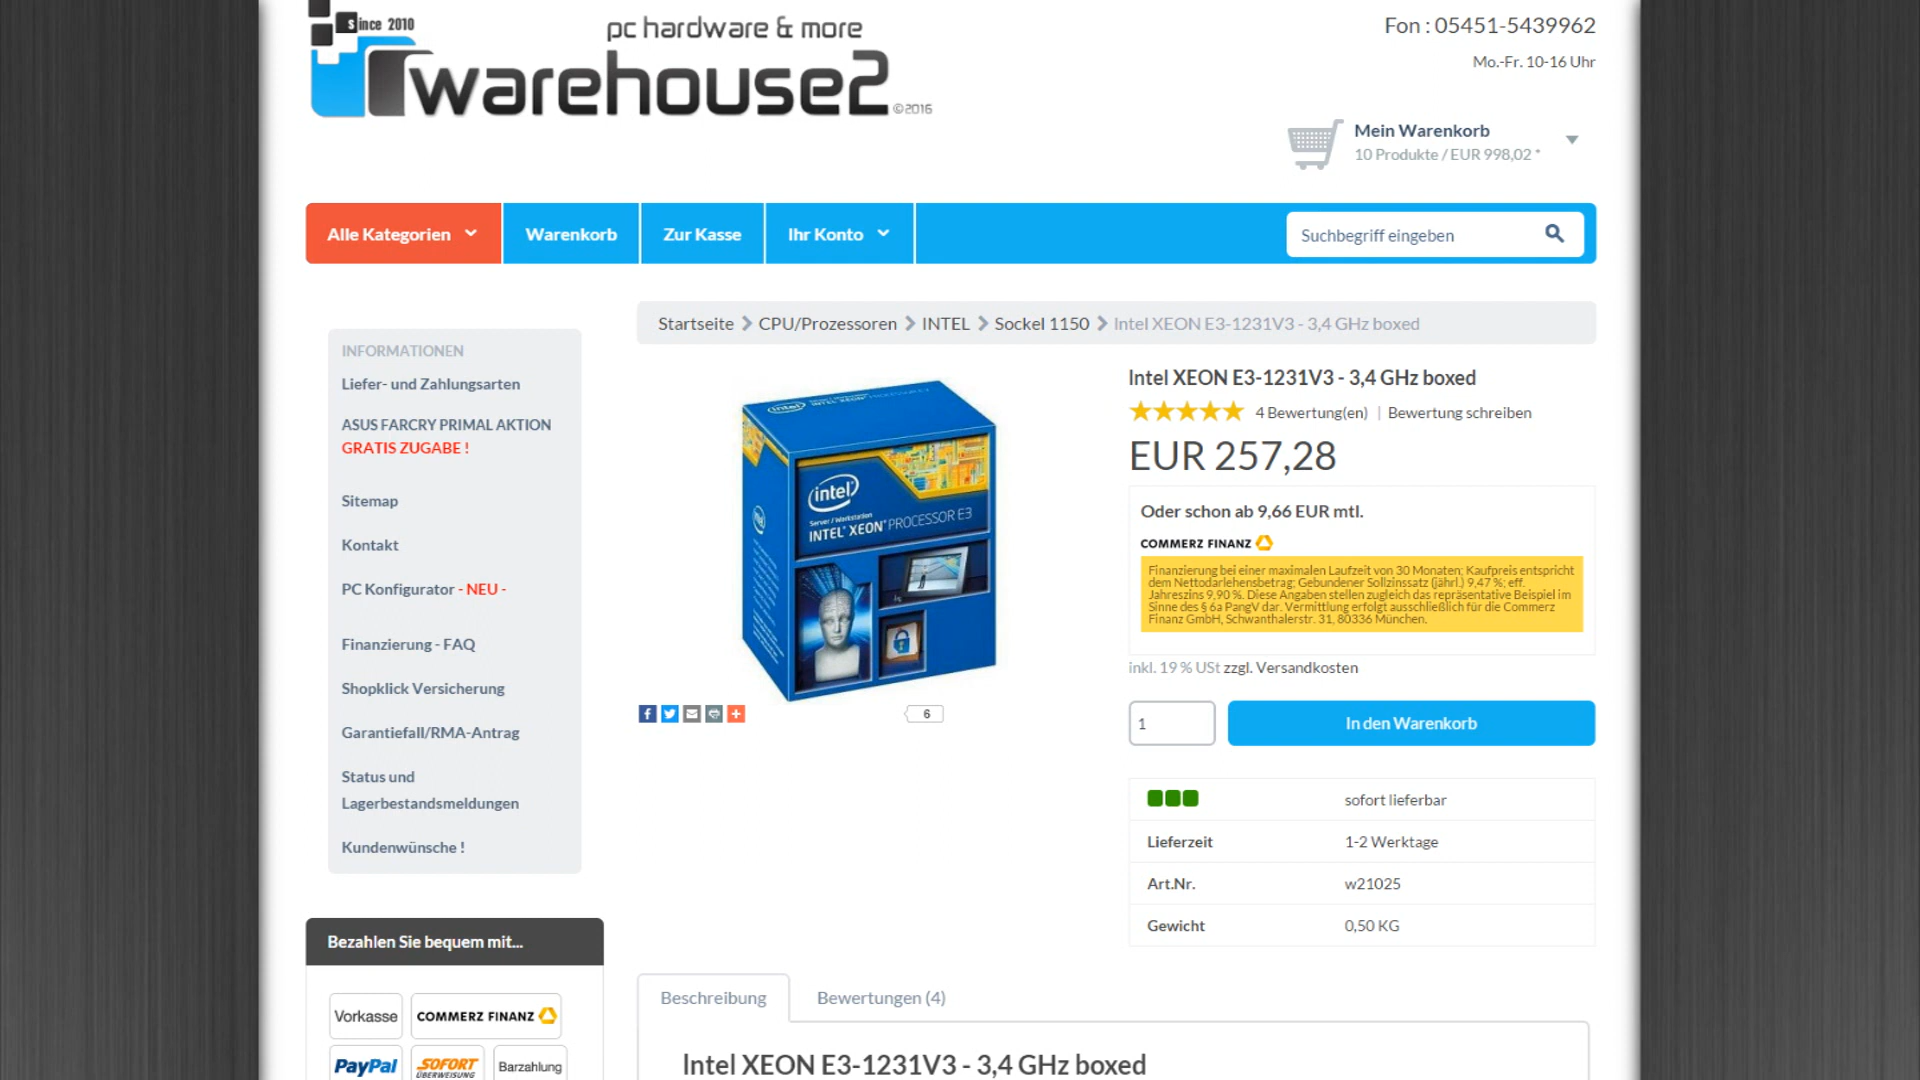 since 2010
pc hardware & more
warehouse2
©2016
Fon : 05451-5439962
Mo.-Fr. 10-16 Uhr
Mein Warenkorb
10 Produkte / EUR 998,02 *
Alle Kategorien
Warenkorb
Zur Kasse
Ihr Konto
Suchbegriff eingeben
Startseite
CPU/Prozessoren
INTEL
Sockel 1150
Intel XEON E3-1231V3 - 3,4 GHz boxed
INFORMATIONEN
Liefer- und Zahlungsarten
ASUS FARCRY PRIMAL AKTION
GRATIS ZUGABE !
Sitemap
Kontakt
PC Konfigurator - NEU -
Finanzierung - FAQ
Shopklick Versicherung
Garantiefall/RMA-Antrag
Status und
Lagerbestandsmeldungen
Kundenwünsche !
Bezahlen Sie bequem mit...
Vorkasse
COMMERZ FINANZ
PayPal
SOFORT
ÜBERWEISUNG
Barzahlung
intel
Server / Workstation
INTEL® XEON® PROCESSOR E3
6
Intel XEON E3-1231V3 - 3,4 GHz boxed
4 Bewertung(en) | Bewertung schreiben
EUR 257,28
Oder schon ab 9,66 EUR mtl.
COMMERZ FINANZ
Finanzierung bei einer maximalen Laufzeit von 30 Monaten; Kaufpreis entspricht
dem Nettodarlehensbetrag; Gebundener Sollzinssatz (jährl.) 9,47 %; eff.
Jahreszins 9,90 %. Diese Angaben stellen zugleich das repräsentative Beispiel im
Sinne des § 6a PangV dar. Vermittlung erfolgt ausschließlich für die Commerz
Finanz GmbH, Schwanthalerstr. 31, 80336 München.
inkl. 19 % USt zzgl. Versandkosten
1
In den Warenkorb
sofort lieferbar
Lieferzeit
1-2 Werktage
Art.Nr.
w21025
Gewicht
0,50 KG
Beschreibung
Bewertungen (4)
Intel XEON E3-1231V3 - 3,4 GHz boxed